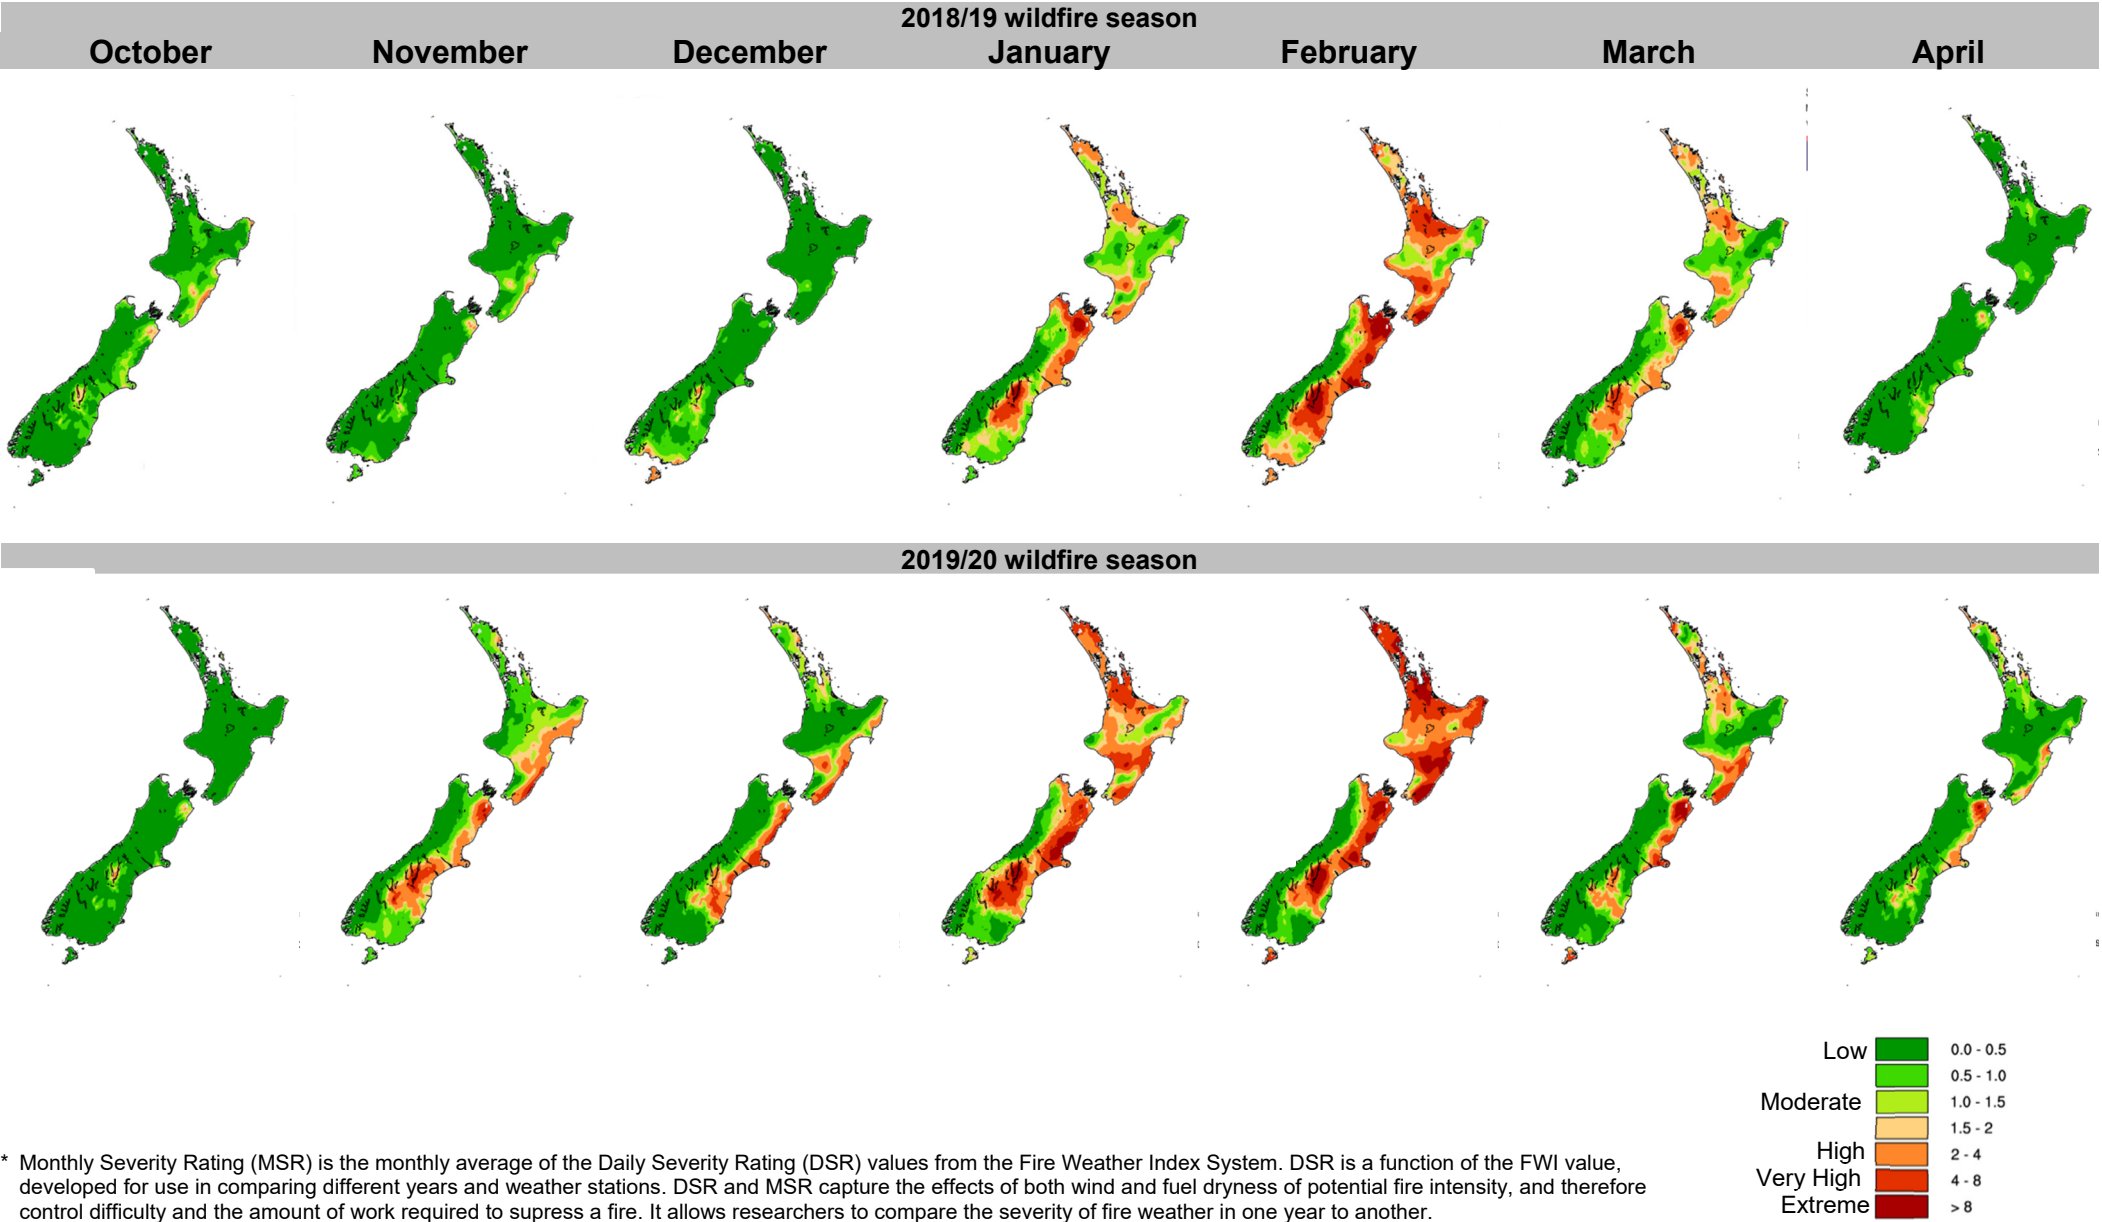 2018/19 wildfire season
October November December January February March April
2019/20 wildfire season
Low 0.0 - 0.5
0.5 - 1.0
Moderate 1.0 - 1.5
1.5 - 2
High 2 - 4
Very High 4 - 8
Extreme > 8
* Monthly Severity Rating (MSR) is the monthly average of the Daily Severity Rating (DSR) values from the Fire Weather Index System. DSR is a function of the FWI value,
developed for use in comparing different years and weather stations. DSR and MSR capture the effects of both wind and fuel dryness of potential fire intensity, and therefore
control difficulty and the amount of work required to supress a fire. It allows researchers to compare the severity of fire weather in one year to another.